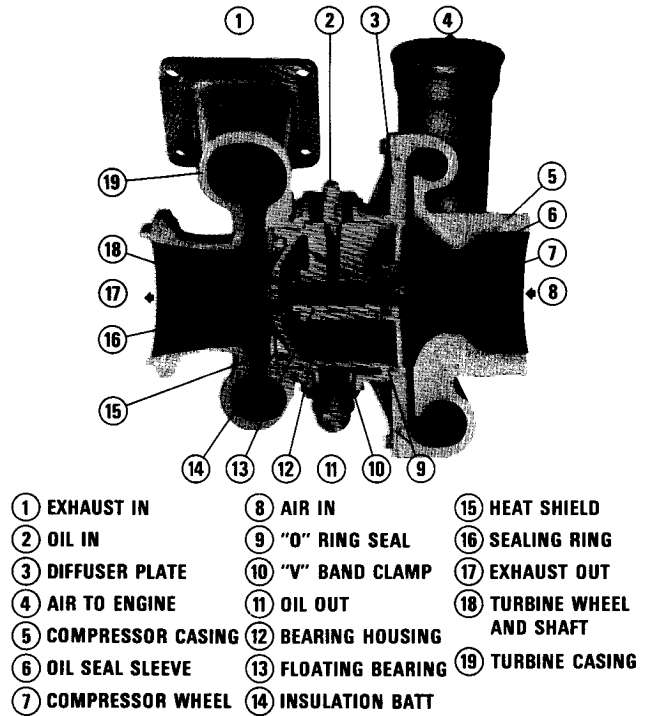 1 2 3 4
19
5
6
18
7
17
8
16
15
14 13 12 11 10 9
1 EXHAUST IN
2 OIL IN
3 DIFFUSER PLATE
4 AIR TO ENGINE
5 COMPRESSOR CASING
6 OIL SEAL SLEEVE
7 COMPRESSOR WHEEL
8 AIR IN
9 "O" RING SEAL
10 "V" BAND CLAMP
11 OIL OUT
12 BEARING HOUSING
13 FLOATING BEARING
14 INSULATION BATT
15 HEAT SHIELD
16 SEALING RING
17 EXHAUST OUT
18 TURBINE WHEEL
AND SHAFT
19 TURBINE CASING